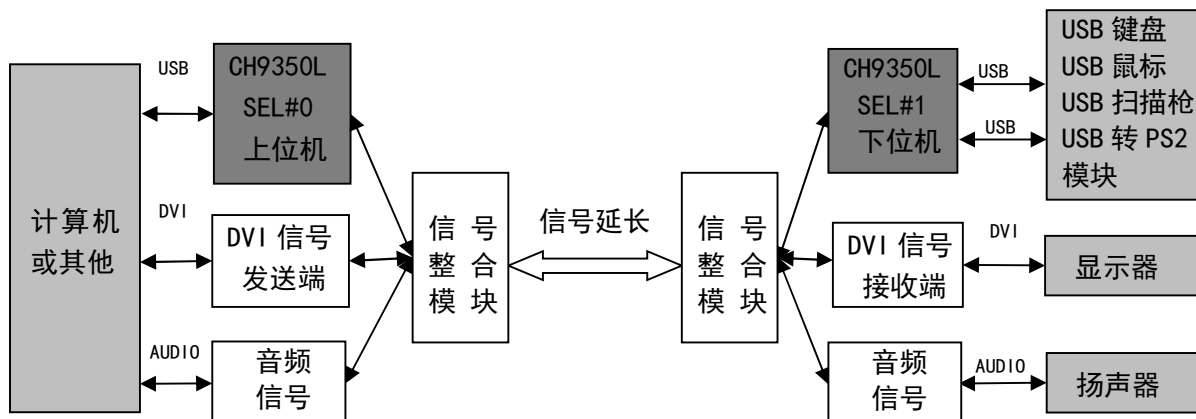 计算机
或其他
USB
DVI
AUDIO
CH9350L
SEL#0
上位机
DVI 信号
发送端
音频
信号
信 号
整 合
模 块
信号延长
信 号
整 合
模 块
CH9350L
SEL#1
下位机
DVI 信号
接收端
音频
信号
USB
USB
DVI
AUDIO
USB 键盘
USB 鼠标
USB 扫描枪
USB 转 PS2
模块
显示器
扬声器